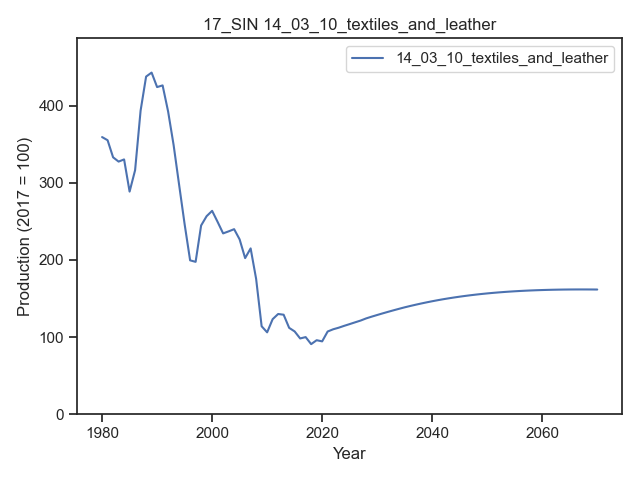 17_SIN 14_03_10_textiles_and_leather
14_03_10_textiles_and_leather
Production (2017 = 100)
400
300
200
100
0
1980 2000 2020 2040 2060
Year